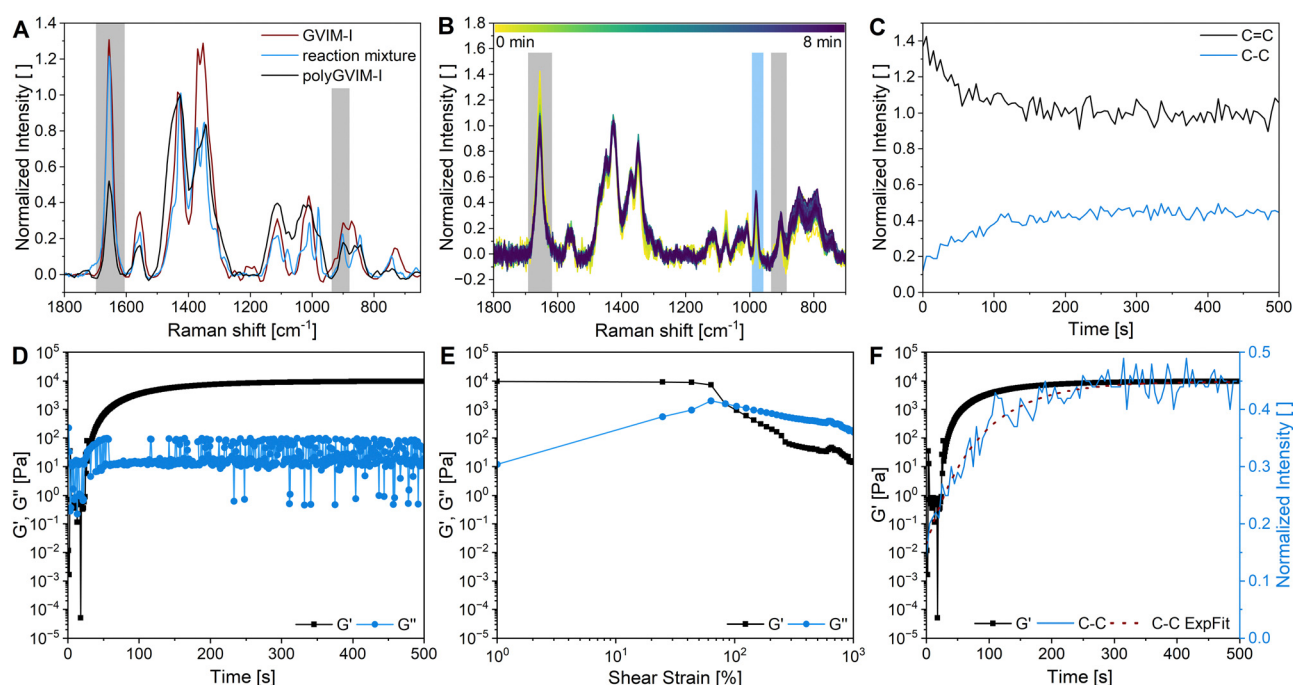 A
GVIM-I
reaction mixture
polyGVIM-I
Normalized Intensity [ ]
1.4
1.2
1.0
0.8
0.6
0.4
0.2
0.0
1800 1600 1400 1200 1000 800
Raman shift [cm⁻¹]
B
0 min 8 min
Normalized Intensity [ ]
1.8
1.6
1.4
1.2
1.0
0.8
0.6
0.4
0.2
0.0
−0.2
1800 1600 1400 1200 1000 800
Raman shift [cm⁻¹]
C
C=C
C-C
Normalized Intensity [ ]
1.4
1.2
1.0
0.8
0.6
0.4
0.2
0.0
0 100 200 300 400 500
Time [s]
D
G', G'' [Pa]
10⁵
10⁴
10³
10²
10¹
10⁰
10⁻¹
10⁻²
10⁻³
10⁻⁴
10⁻⁵
G' G''
0 100 200 300 400 500
Time [s]
E
G', G'' [Pa]
10⁵
10⁴
10³
10²
10¹
10⁰
10⁻¹
10⁻²
10⁻³
10⁻⁴
10⁻⁵
G' G''
10⁰ 10¹ 10² 10³
Shear Strain [%]
F
G' [Pa]
10⁵
10⁴
10³
10²
10¹
10⁰
10⁻¹
10⁻²
10⁻³
10⁻⁴
10⁻⁵
G' C-C C-C ExpFit
0 100 200 300 400 500
Time [s]
0.5
0.4
0.3
0.2
0.1
0.0
Normalized Intensity [ ]